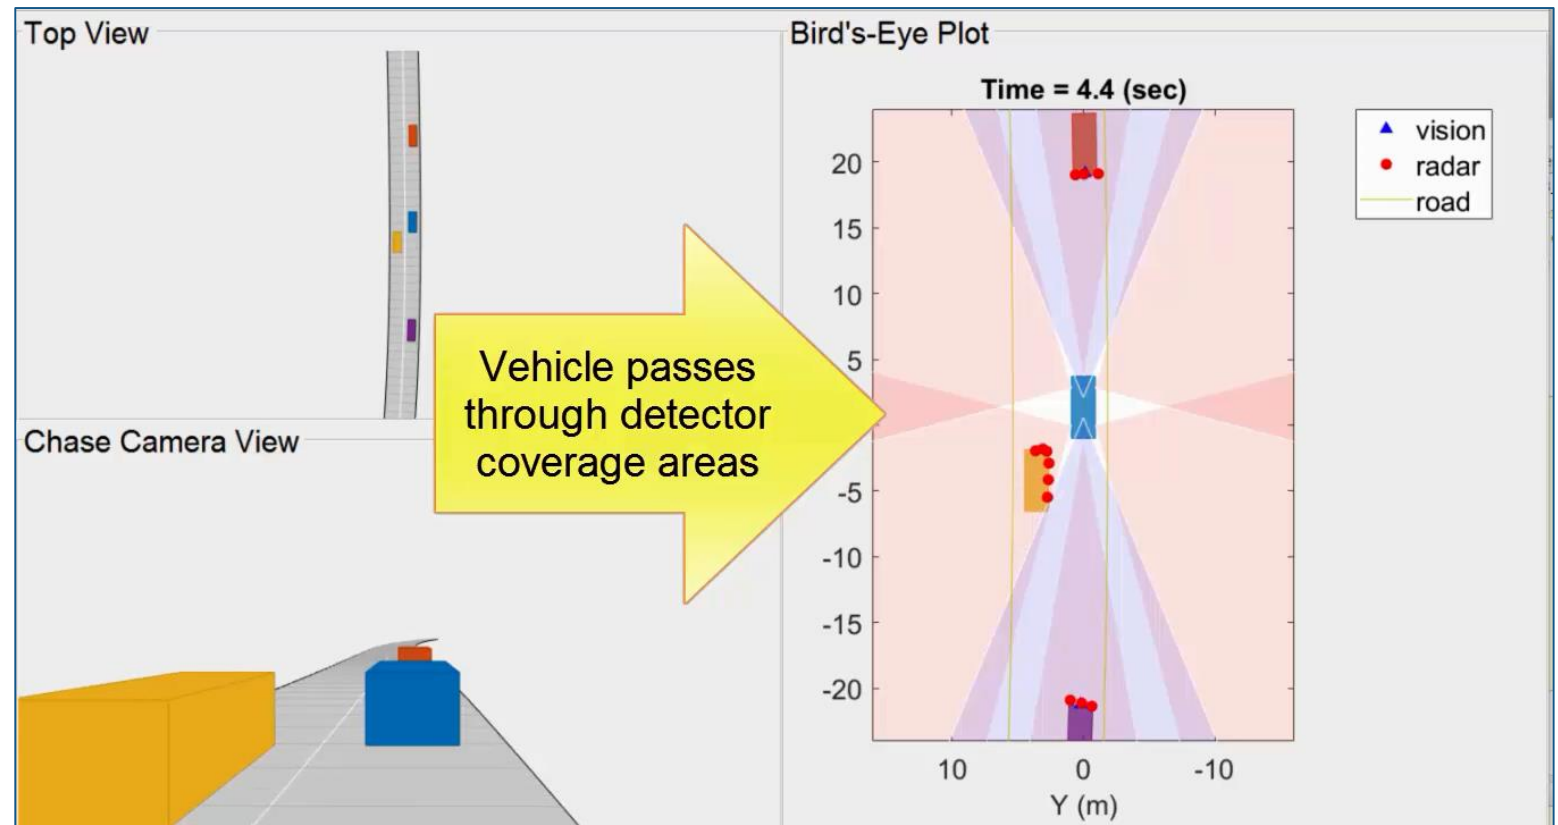 Top View
Bird's-Eye Plot
Time = 4.4 (sec)
vision
radar
road
20
15
10
5
-5
-10
-15
-20
10
0
-10
Y (m)
Vehicle passes
through detector
coverage areas
Chase Camera View